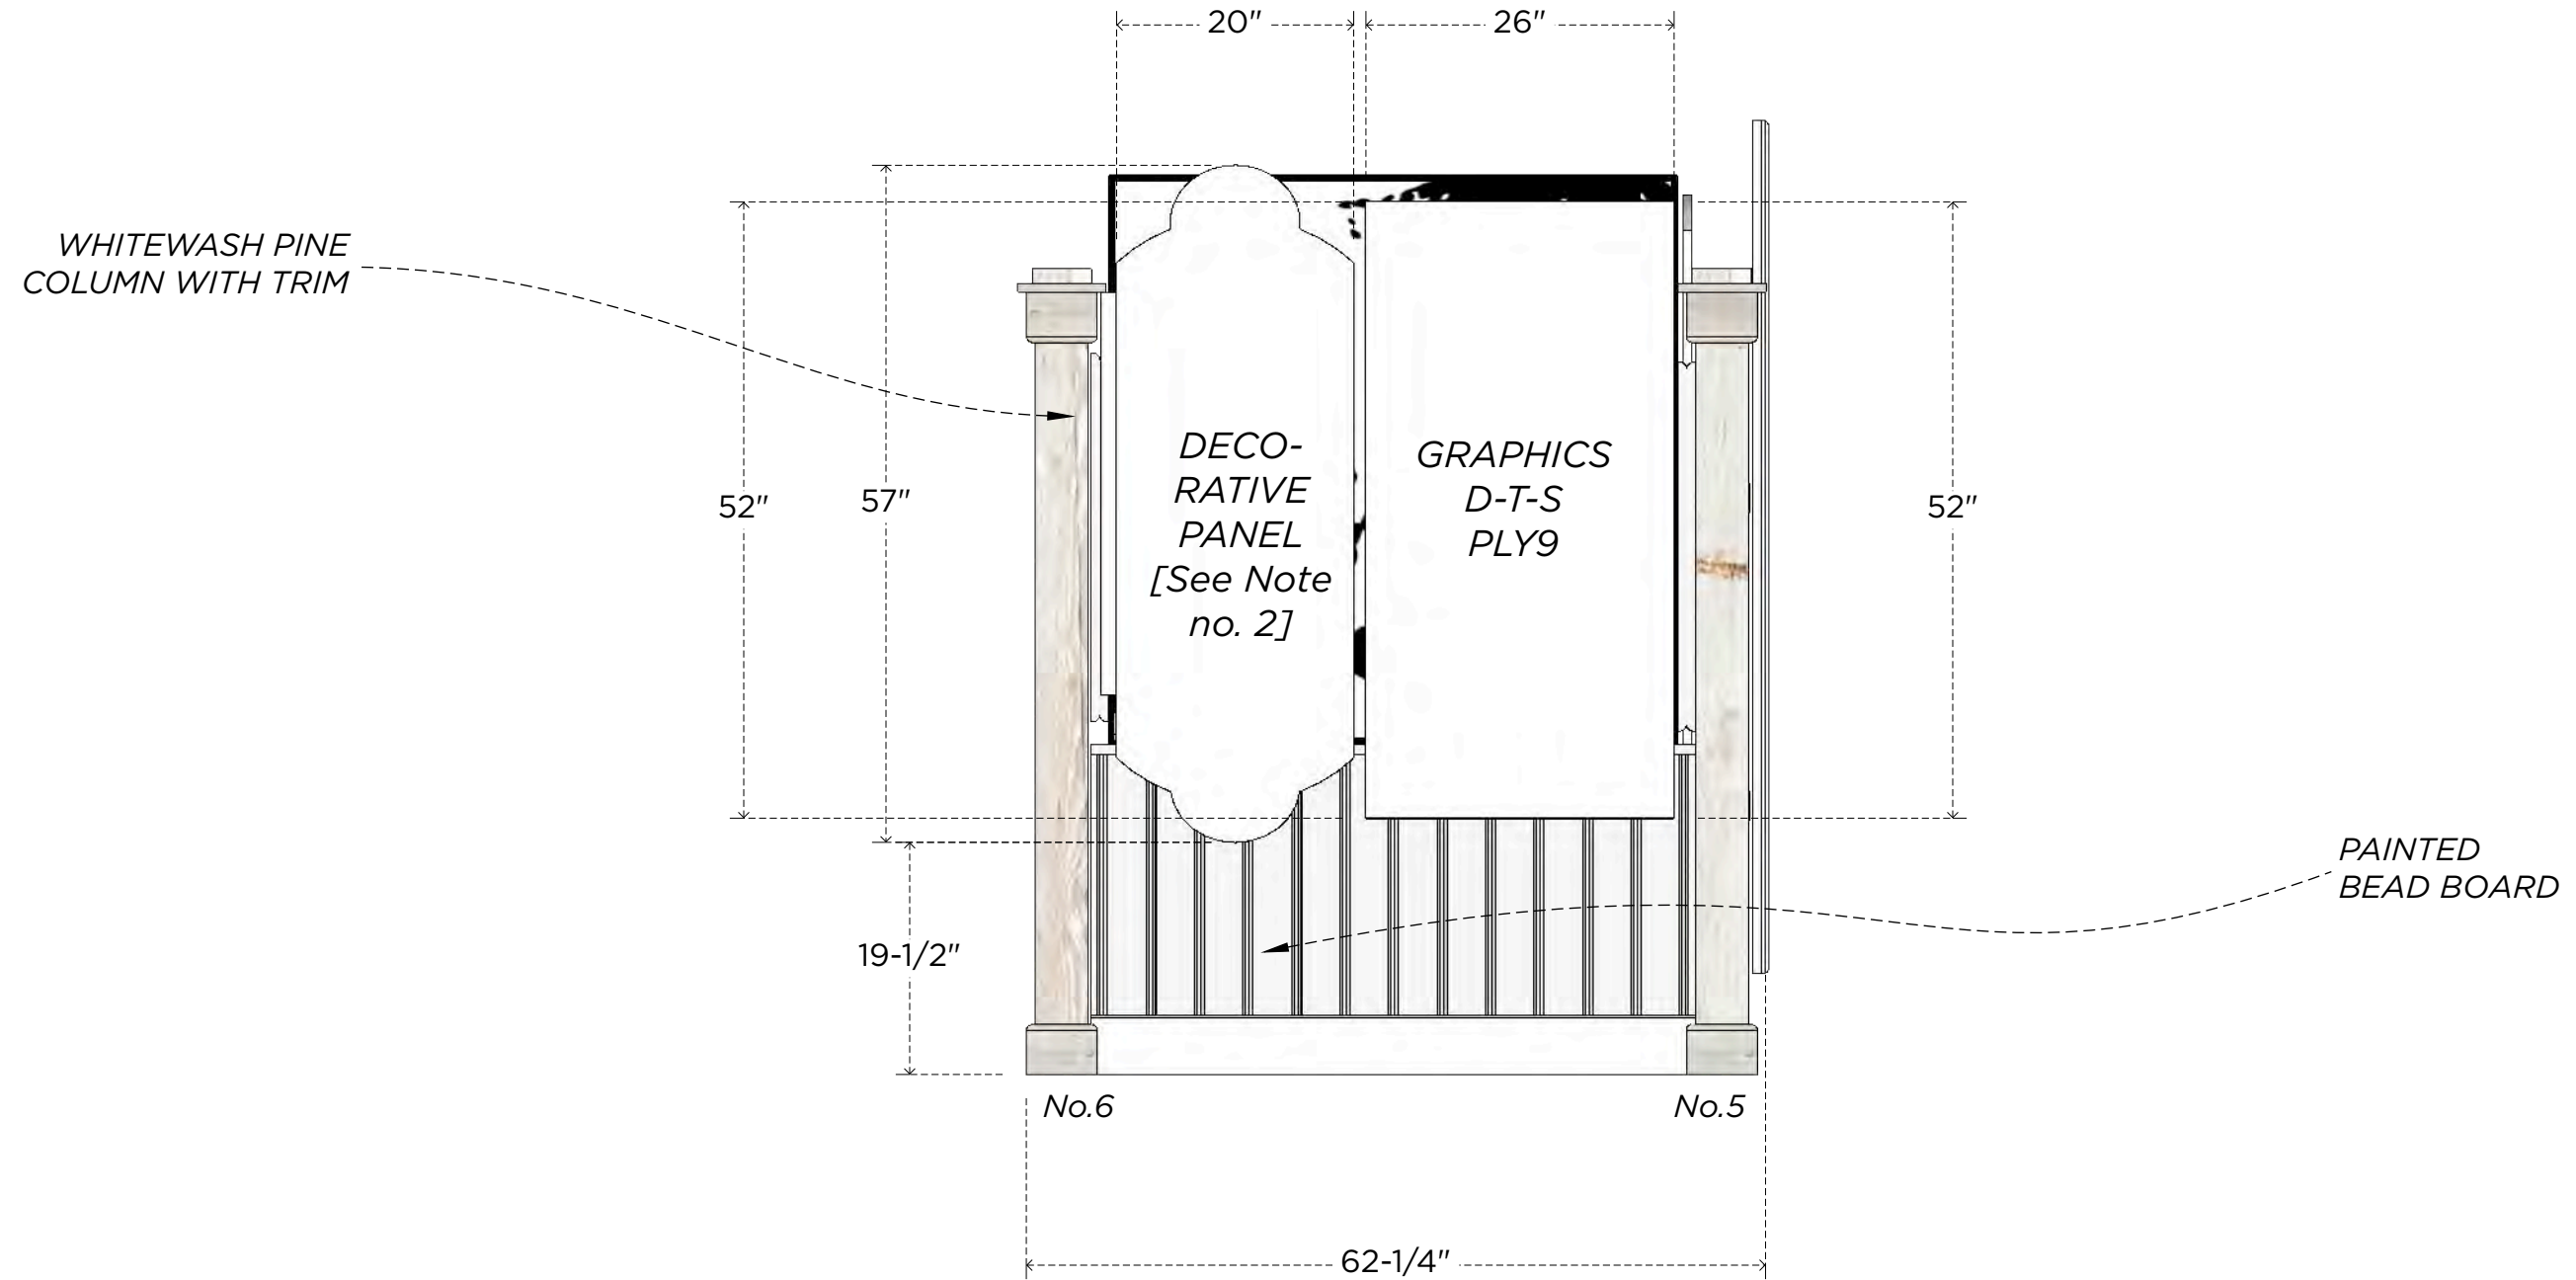 20" 26"
WHITEWASH PINE
COLUMN WITH TRIM
52" 57" 52"
DECO-
RATIVE
PANEL
[See Note
no. 2]
GRAPHICS
D-T-S
PLY9
PAINTED
BEAD BOARD
19-1/2"
No.6 No.5
62-1/4"